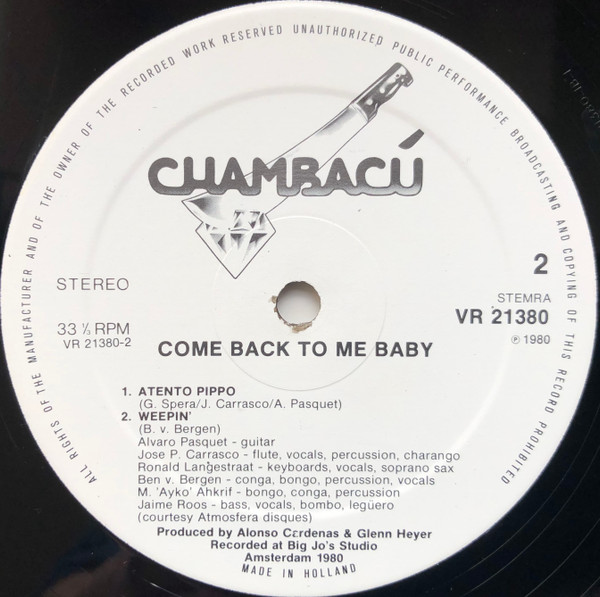 ALL RIGHTS OF THE MANUFACTURER AND OF THE OWNER OF THE RECORDED WORK RESERVED UNAUTHORIZED PUBLIC PERFORMANCE BROADCASTING AND COPYING OF THIS RECORD PROHIBITED
CHAMBACÚ
STEREO
2
STEMRA
33 ⅓ RPM
VR 21380
VR 21380-2
℗ 1980
COME BACK TO ME BABY
1. ATENTO PIPPO
(G. Spera/J. Carrasco/A. Pasquet)
2. WEEPIN'
(B. v. Bergen)
Alvaro Pasquet - guitar
Jose P. Carrasco - flute, vocals, percussion, charango
Ronald Langestraat - keyboards, vocals, soprano sax
Ben v. Bergen - conga, bongo, percussion, vocals
M. 'Ayko' Ahkrif - bongo, conga, percussion
Jaime Roos - bass, vocals, bombo, legüero
(courtesy Atmosfera disques)
Produced by Alonso Cardenas & Glenn Heyer
Recorded at Big Jo's Studio
Amsterdam 1980
MADE IN HOLLAND